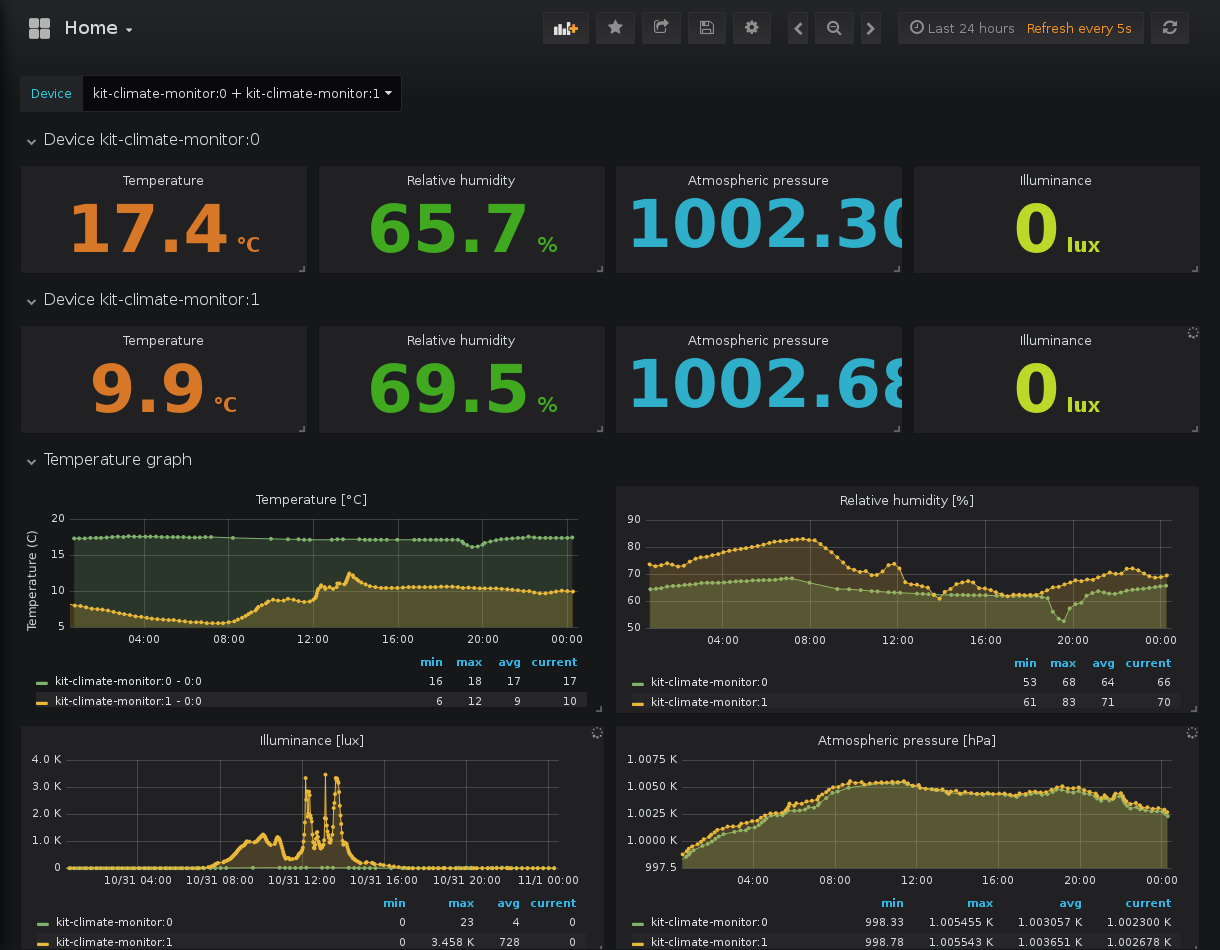 Home
Last 24 hours Refresh every 5s
Device kit-climate-monitor:0 + kit-climate-monitor:1
Device kit-climate-monitor:0
Temperature Relative humidity Atmospheric pressure Illuminance
17.4 °C 65.7 % 1002.30 0 lux
Device kit-climate-monitor:1
Temperature Relative humidity Atmospheric pressure Illuminance
9.9 °C 69.5 % 1002.68 0 lux
Temperature graph
Temperature [°C]
Temperature (C)
20
15
10
5
04:00 08:00 12:00 16:00 20:00 00:00
min max avg current
kit-climate-monitor:0 - 0:0 16 18 17 17
kit-climate-monitor:1 - 0:0 6 12 9 10
Relative humidity [%]
90
80
70
60
50
04:00 08:00 12:00 16:00 20:00 00:00
min max avg current
kit-climate-monitor:0 53 68 64 66
kit-climate-monitor:1 61 83 71 70
Illuminance [lux]
4.0 K
3.0 K
2.0 K
1.0 K
0
10/31 04:00 10/31 08:00 10/31 12:00 10/31 16:00 10/31 20:00 11/1 00:00
min max avg current
kit-climate-monitor:0 0 23 4 0
kit-climate-monitor:1 0 3.458 K 728 0
Atmospheric pressure [hPa]
1.0075 K
1.0050 K
1.0025 K
1.0000 K
997.5
04:00 08:00 12:00 16:00 20:00 00:00
min max avg current
kit-climate-monitor:0 998.33 1.005455 K 1.003057 K 1.002300 K
kit-climate-monitor:1 998.78 1.005543 K 1.003651 K 1.002678 K